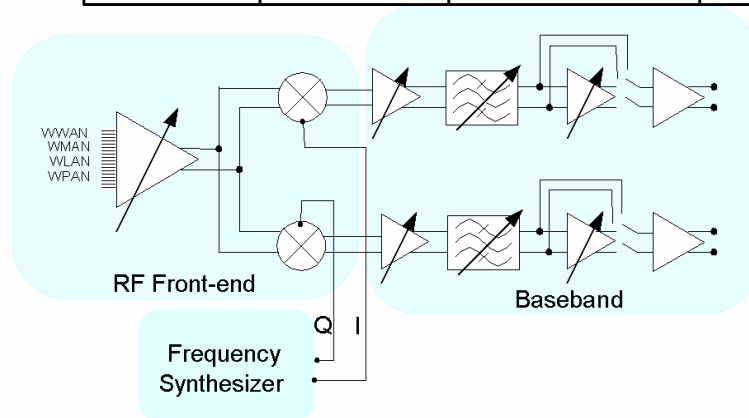 WWAN
WMAN
WLAN
WPAN
RF Front-end
Baseband
Q I
Frequency
Synthesizer